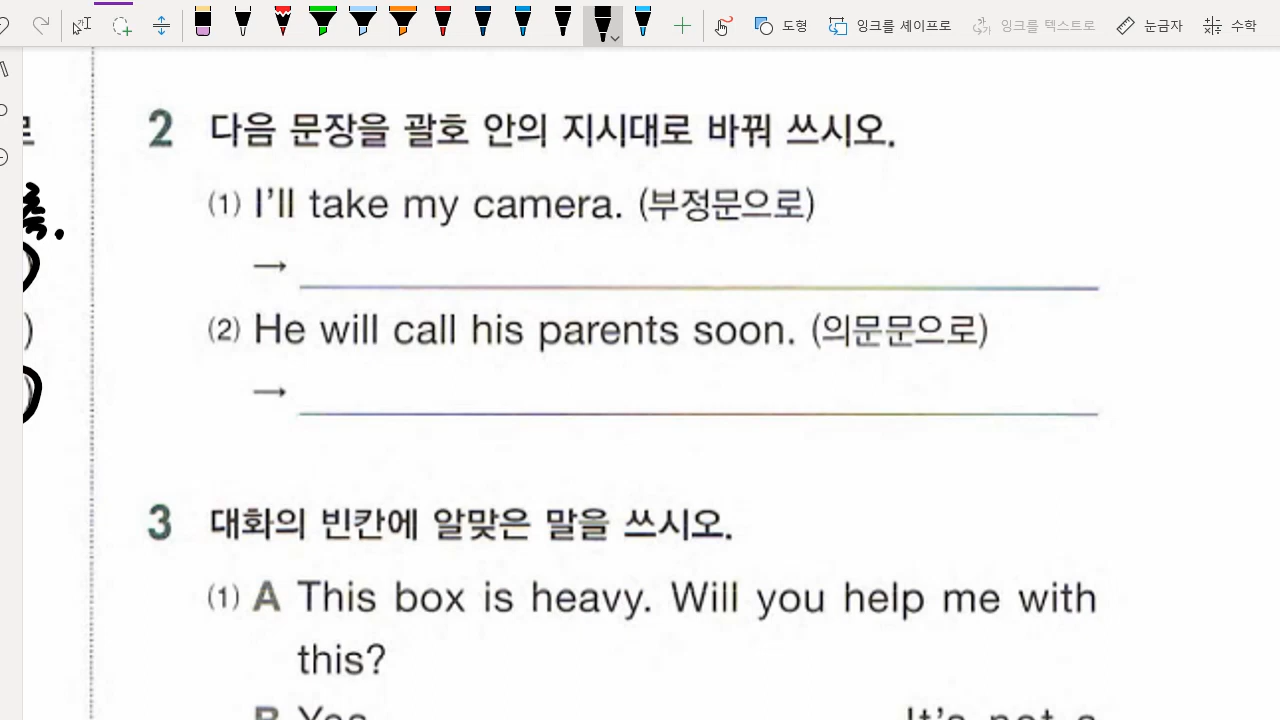 도형 잉크를 셰이프로 잉크를 텍스트로 눈금자 수학
2 다음 문장을 괄호 안의 지시대로 바꿔 쓰시오.
(1) I'll take my camera. (부정문으로)
→
(2) He will call his parents soon. (의문문으로)
→
3 대화의 빈칸에 알맞은 말을 쓰시오.
(1) A This box is heavy. Will you help me with
this?
B Yes It's not a